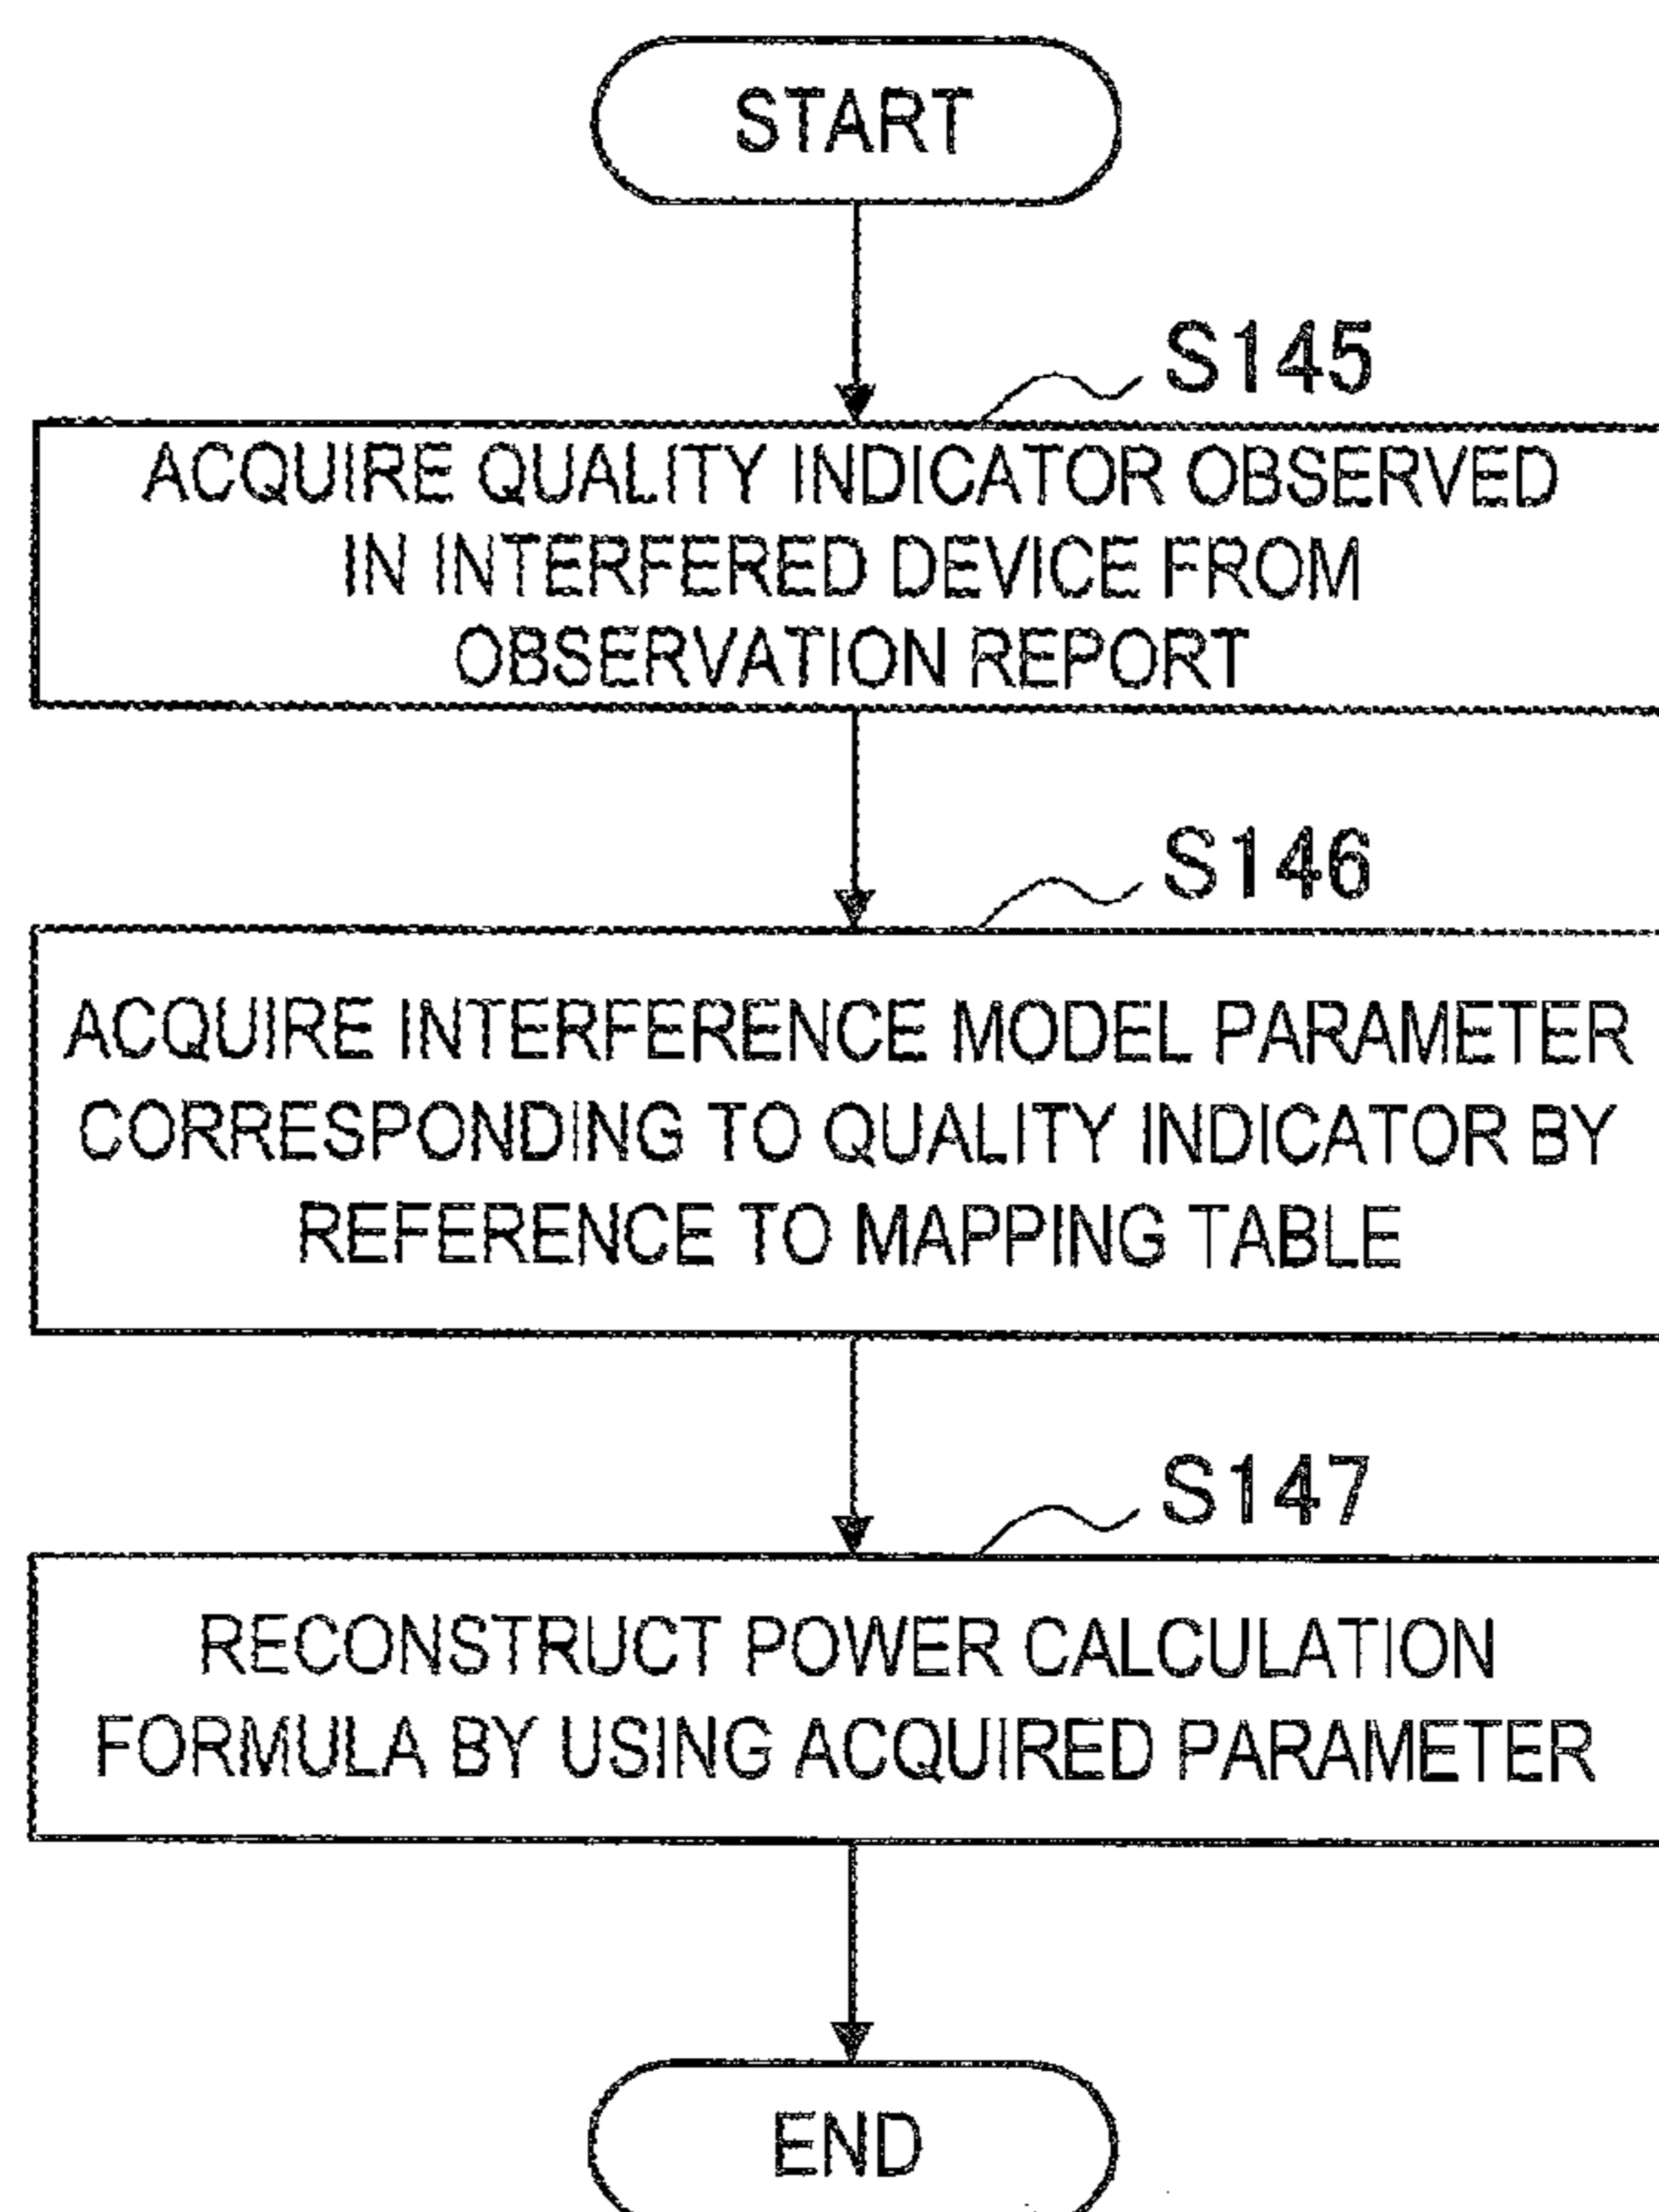 START
S145
ACQUIRE QUALITY INDICATOR OBSERVED
IN INTERFERED DEVICE FROM
OBSERVATION REPORT
S146
ACQUIRE INTERFERENCE MODEL PARAMETER
CORRESPONDING TO QUALITY INDICATOR BY
REFERENCE TO MAPPING TABLE
S147
RECONSTRUCT POWER CALCULATION
FORMULA BY USING ACQUIRED PARAMETER
END